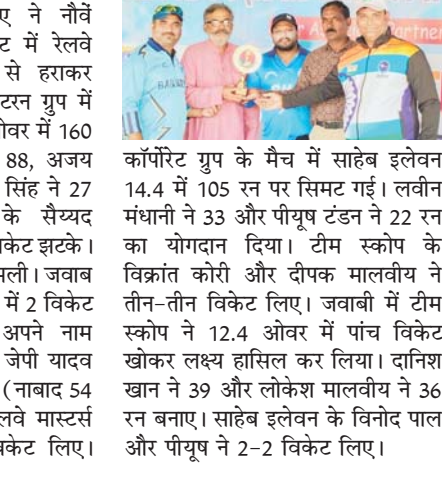 ए ने नौवें
ट में रेलवे
से हराकर
टरन ग्रुप में
ोवर में 160
88, अजय
सिंह ने 27
के सैय्यद
केट झटके।
मली। जवाब
में 2 विकेट
अपने नाम
जेपी यादव
(नाबाद 54
लवे मास्टर्स
वकेट लिए।
कॉर्पोरेट ग्रुप के मैच में साहेब इलेवन
14.4 में 105 रन पर सिमट गई। लवीन
मंधानी ने 33 और पीयूष टंडन ने 22 रन
का योगदान दिया। टीम स्कोप के
विक्रांत कोरी और दीपक मालवीय ने
तीन-तीन विकेट लिए। जवाबी में टीम
स्कोप ने 12.4 ओवर में पांच विकेट
खोकर लक्ष्य हासिल कर लिया। दानिश
खान ने 39 और लोकेश मालवीय ने 36
रन बनाए। साहेब इलेवन के विनोद पाल
और पीयूष ने 2-2 विकेट लिए।